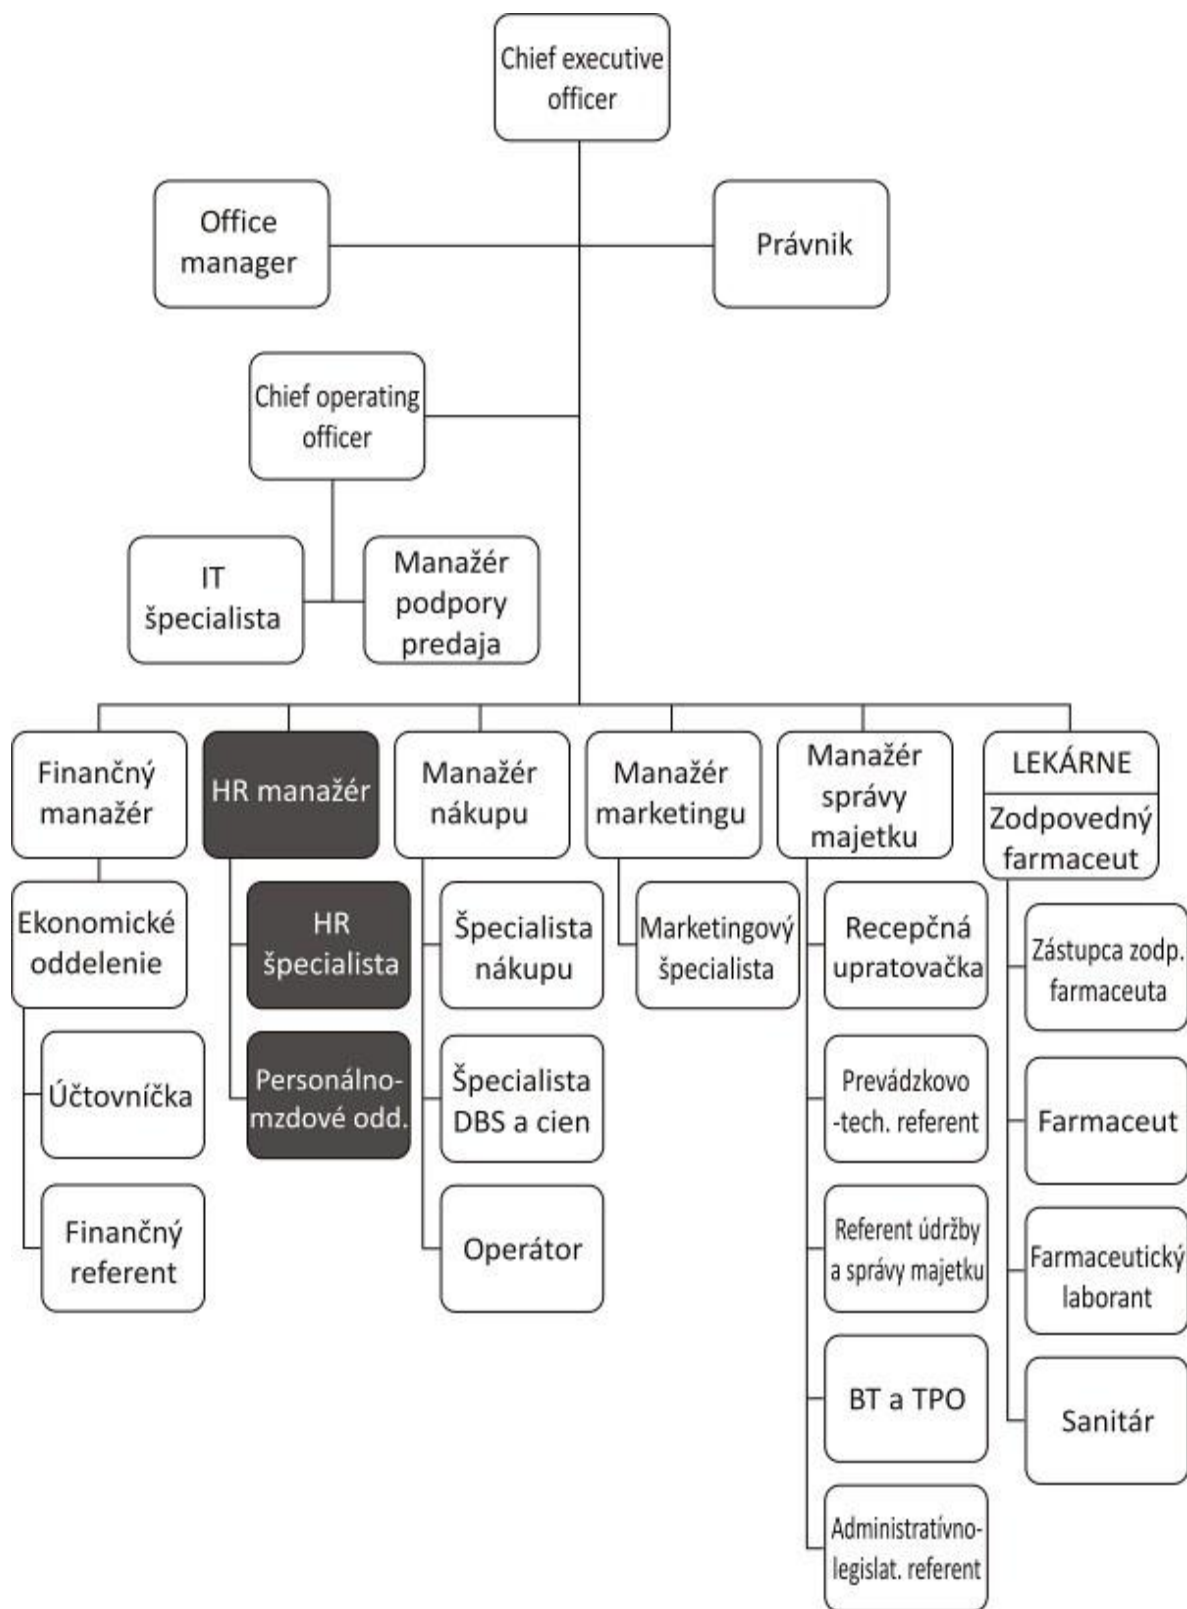 Chief executive
officer
Office
manager
Právnik
Chief operating
officer
IT
špecialista
Manažér
podpory
predaja
Finančný
manažér
HR manažér
Manažér
nákupu
Manažér
marketingu
Manažér
správy
majetku
LEKÁRNE
Zodpovedný
farmaceut
Ekonomické
oddelenie
Účtovníčka
Finančný
referent
HR
špecialista
Personálno-
mzdové odd.
Špecialista
nákupu
Špecialista
DBS a cien
Operátor
Marketingový
špecialista
Recepčná
upratovačka
Prevádzkovo
-tech. referent
Referent údržby
a správy majetku
BT a TPO
Administratívno-
legislat. referent
Zástupca zodp.
farmaceuta
Farmaceut
Farmaceutický
laborant
Sanitár